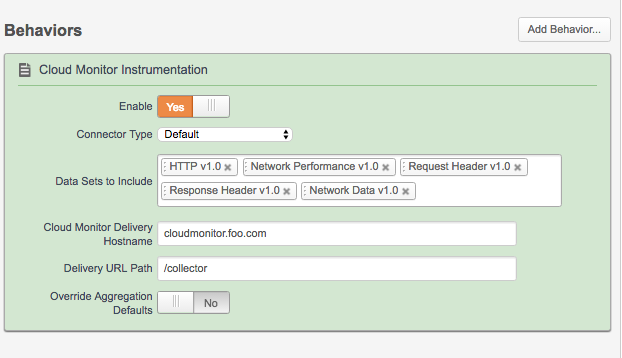 Behaviors
Add Behavior...
Cloud Monitor Instrumentation
Enable Yes
Connector Type Default
Data Sets to Include
HTTP v1.0 Network Performance v1.0 Request Header v1.0
Response Header v1.0 Network Data v1.0
Cloud Monitor Delivery
Hostname
cloudmonitor.foo.com
Delivery URL Path /collector
Override Aggregation
Defaults
No